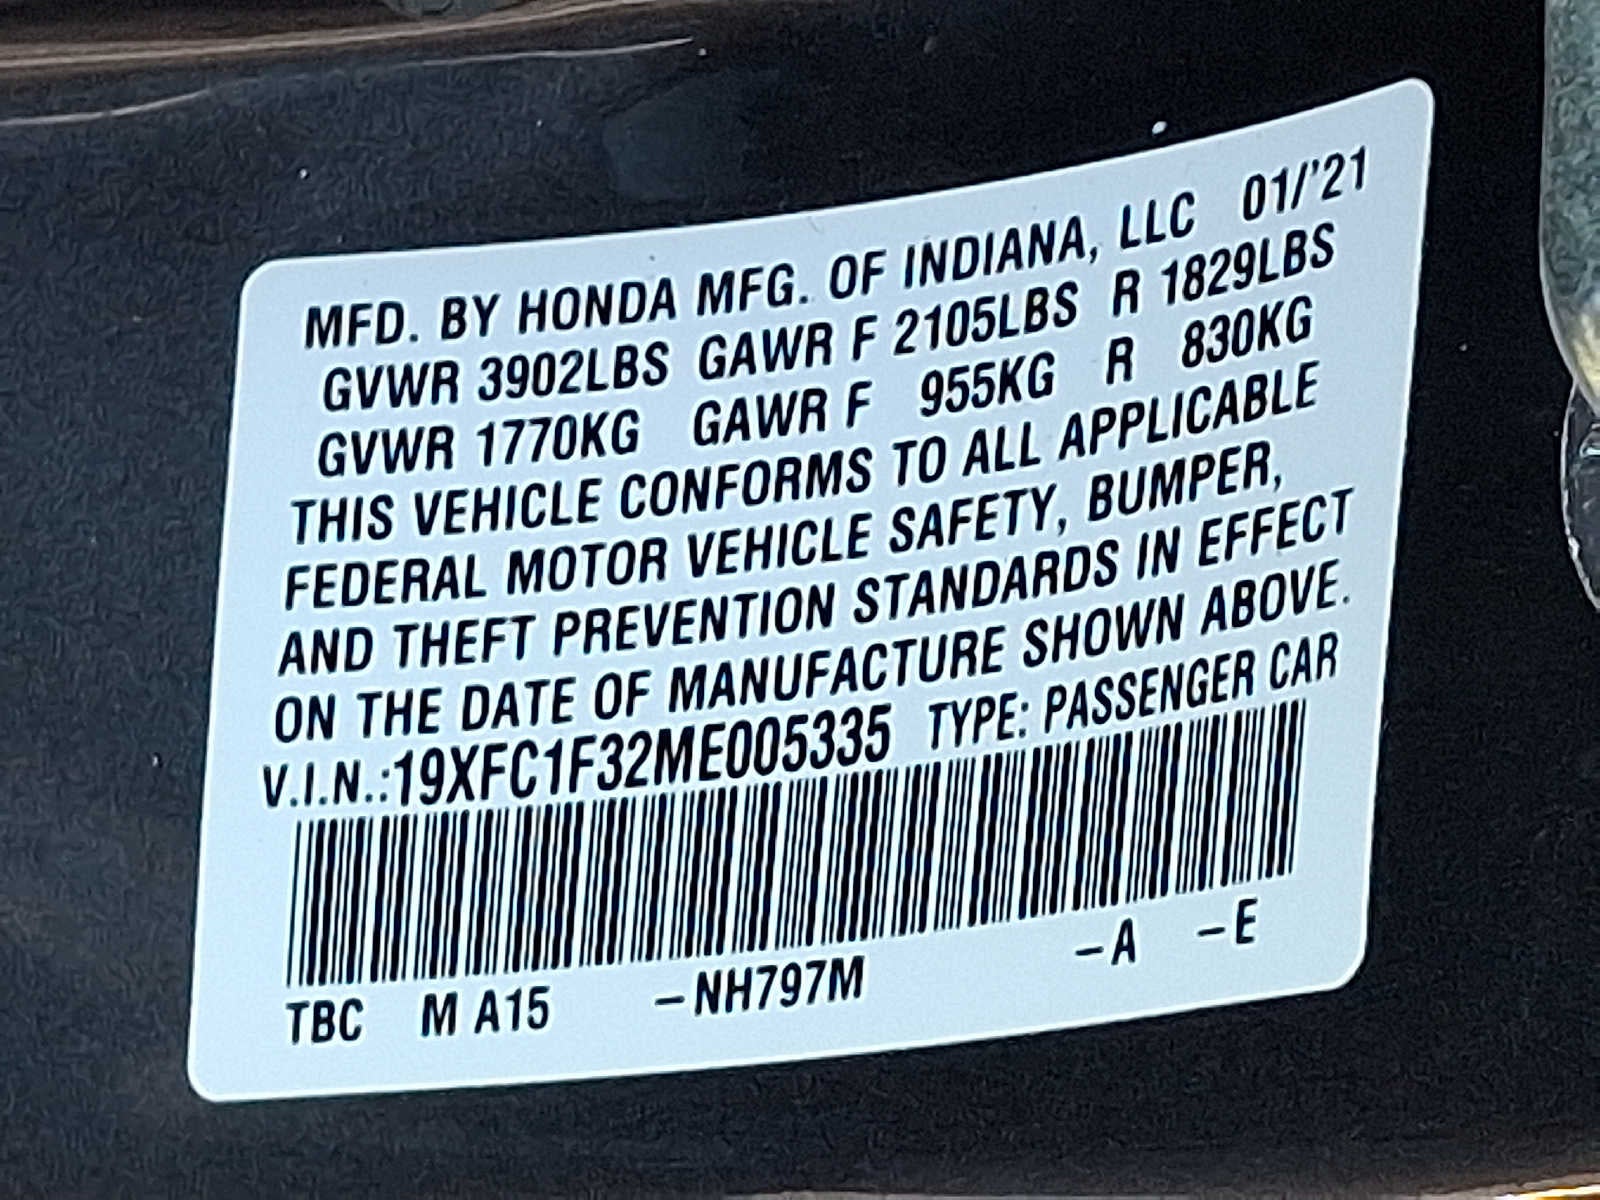 MFD. BY HONDA MFG. OF INDIANA, LLC 01/'21
GVWR 3902LBS GAWR F 2105LBS R 1829LBS
GVWR 1770KG GAWR F 955KG R 830KG
THIS VEHICLE CONFORMS TO ALL APPLICABLE
FEDERAL MOTOR VEHICLE SAFETY, BUMPER,
AND THEFT PREVENTION STANDARDS IN EFFECT
ON THE DATE OF MANUFACTURE SHOWN ABOVE.
V.I.N.:19XFC1F32ME005335 TYPE: PASSENGER CAR
TBC M A15 –NH797M –A –E